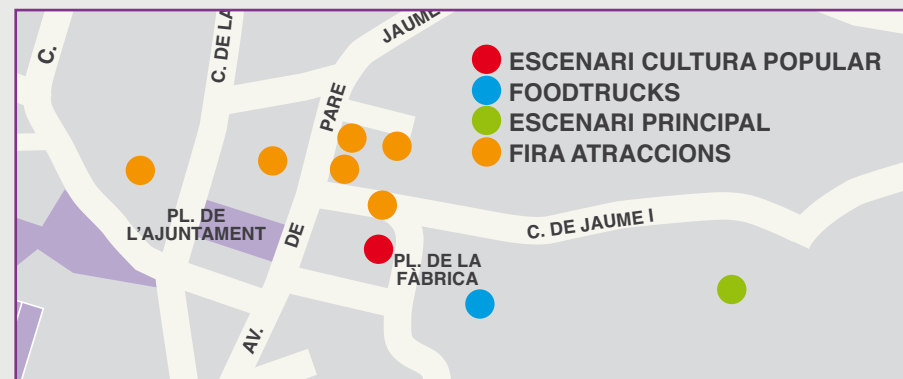 C.
C. DE LA
JAUME
ESCENARI CULTURA POPULAR
FOODTRUCKS
ESCENARI PRINCIPAL
FIRA ATRACCIONS
PARE
PL. DE
L'AJUNTAMENT
DE
C. DE JAUME I
PL. DE LA
FÀBRICA
AV.